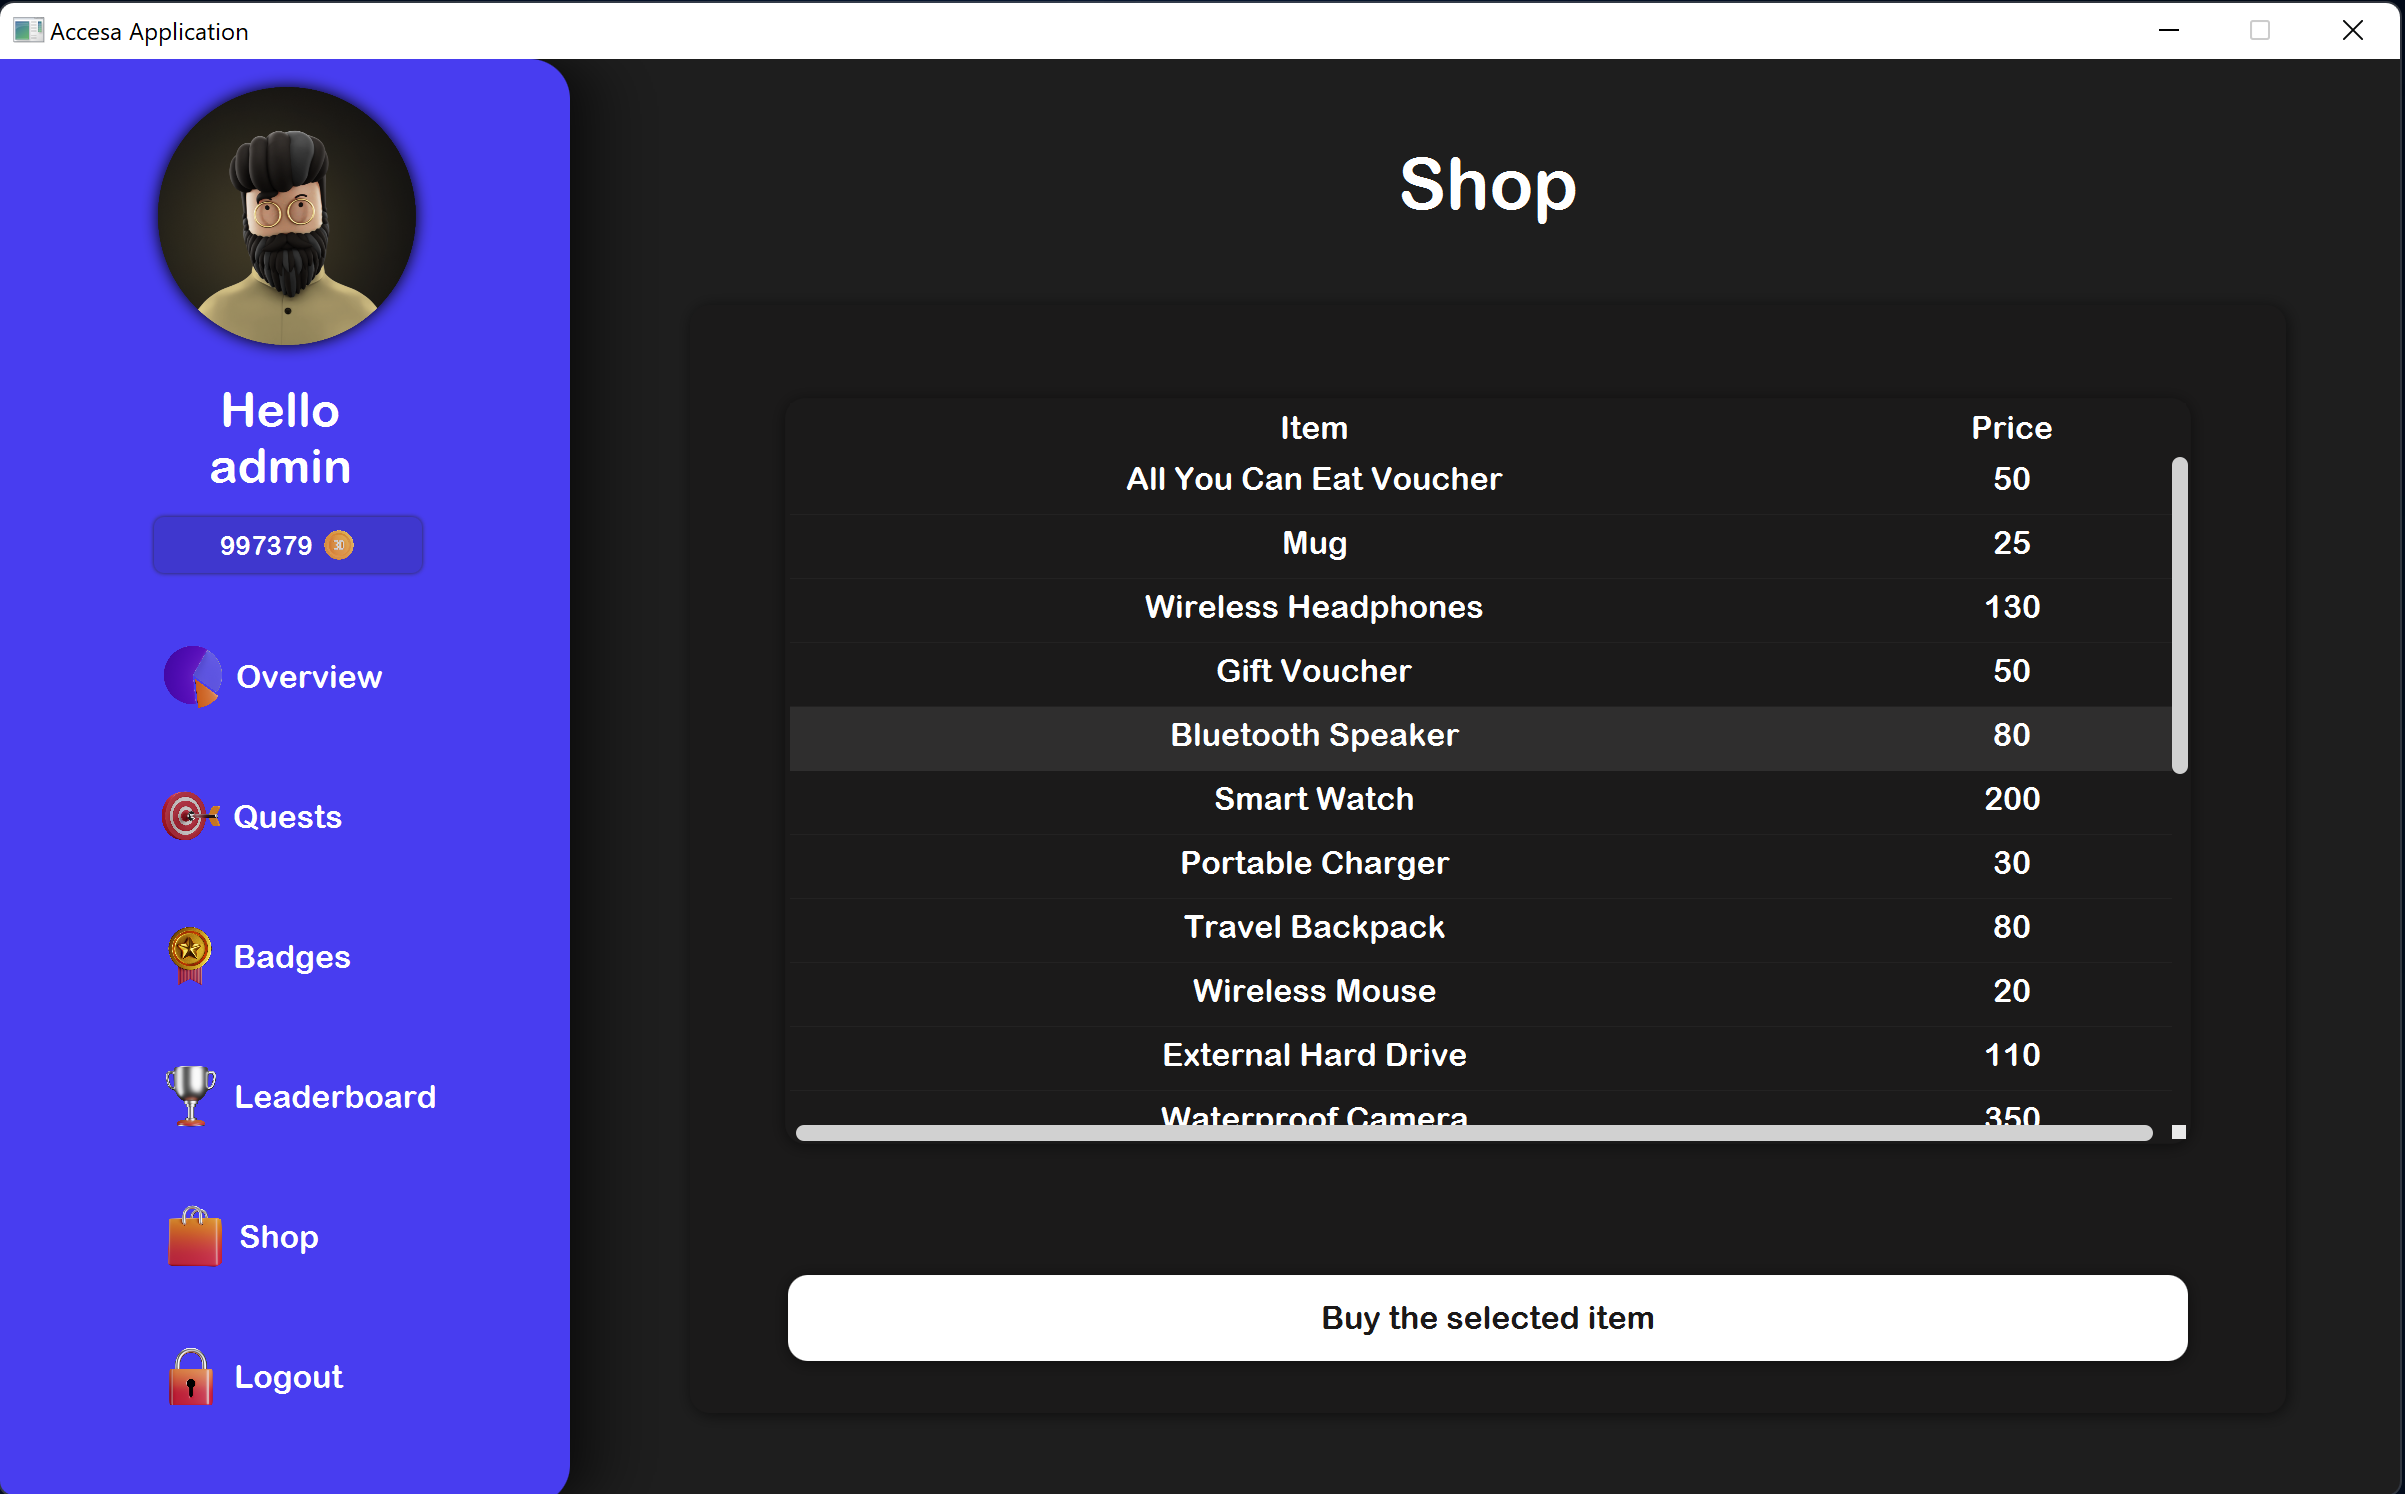 Accesa Application
Hello
admin
997379
Overview
Quests
Badges
Leaderboard
Shop
Logout
Shop
Item Price
All You Can Eat Voucher 50
Mug 25
Wireless Headphones 130
Gift Voucher 50
Bluetooth Speaker 80
Smart Watch 200
Portable Charger 30
Travel Backpack 80
Wireless Mouse 20
External Hard Drive 110
Waterproof Camera 350
Buy the selected item